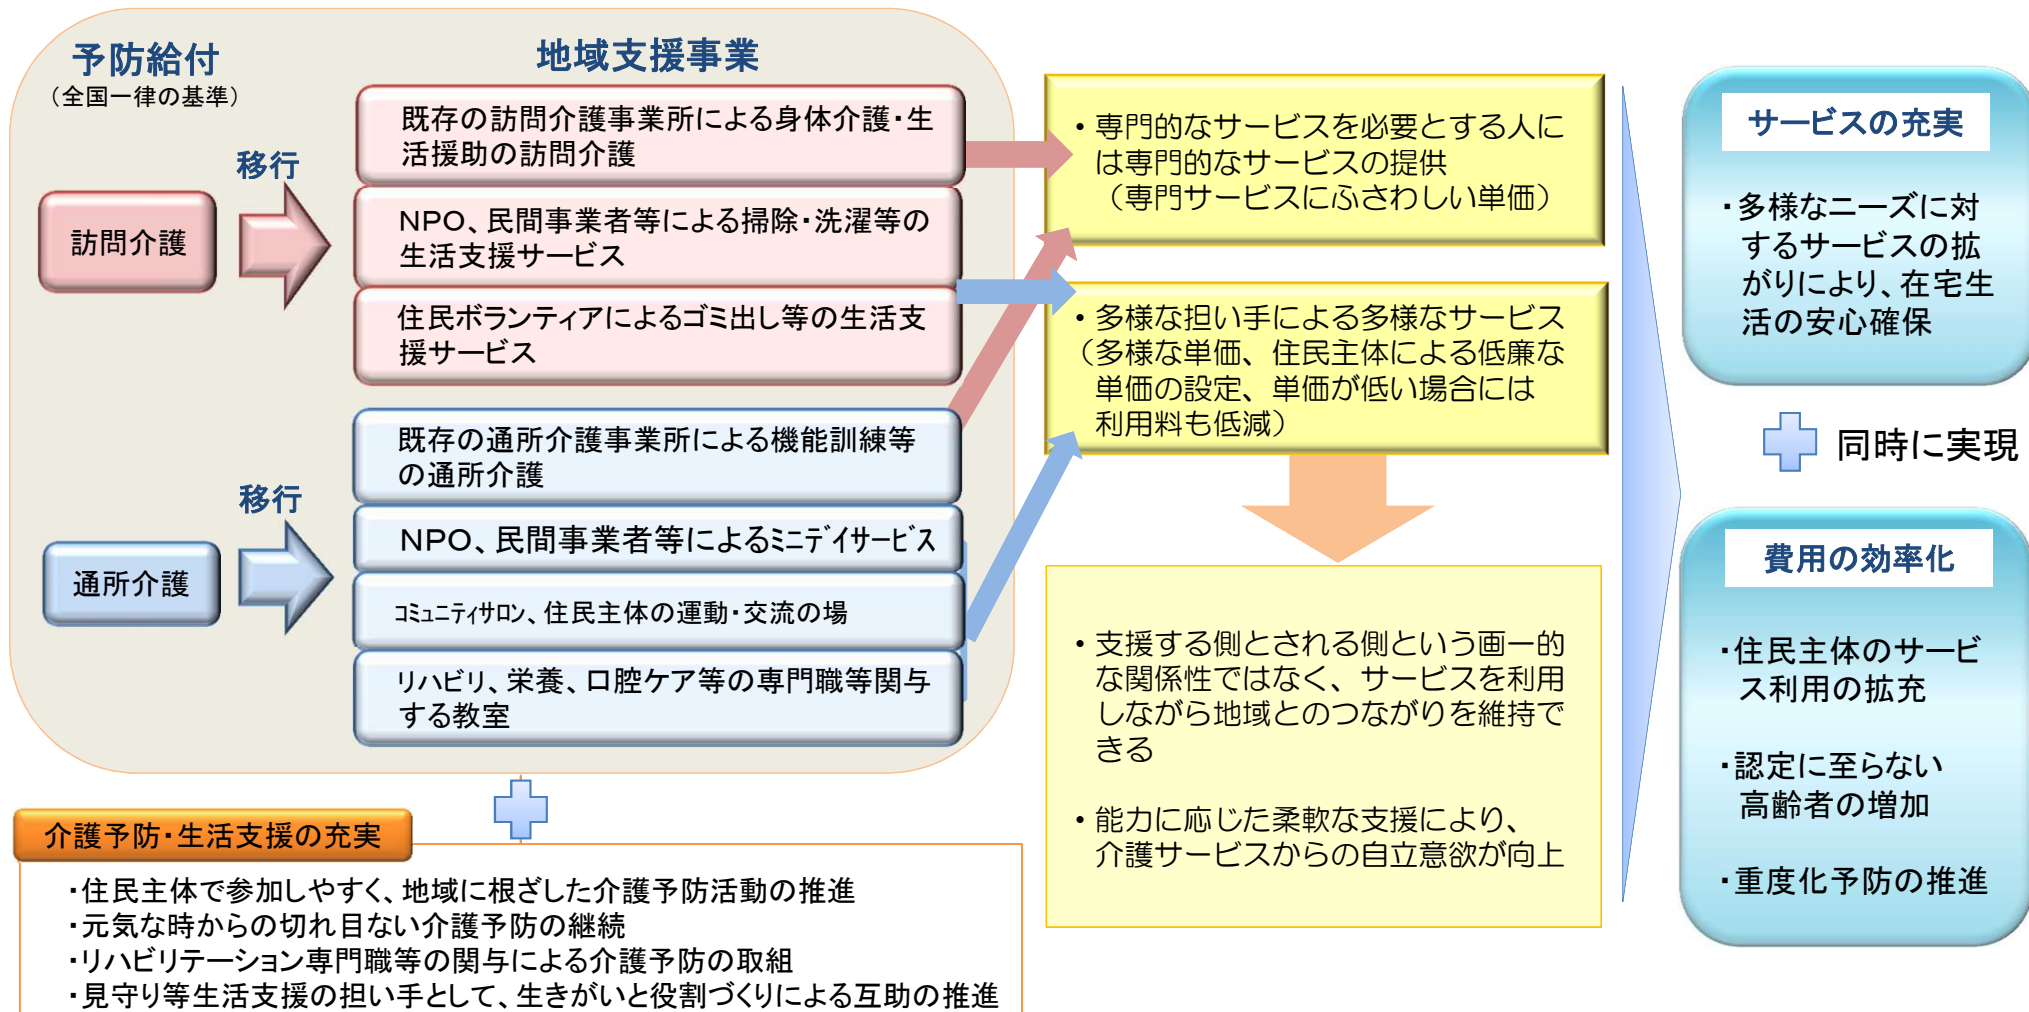 予防給付
(全国一律の基準)
地域支援事業
移行
訪問介護
既存の訪問介護事業所による身体介護・生
活援助の訪問介護
NPO、民間事業者等による掃除・洗濯等の
生活支援サービス
住民ボランティアによるゴミ出し等の生活支
援サービス
移行
通所介護
既存の通所介護事業所による機能訓練等
の通所介護
NPO、民間事業者等によるミニデイサービス
コミュニティサロン、住民主体の運動・交流の場
リハビリ、栄養、口腔ケア等の専門職等関与
する教室
介護予防・生活支援の充実
・住民主体で参加しやすく、地域に根ざした介護予防活動の推進
・元気な時からの切れ目ない介護予防の継続
・リハビリテーション専門職等の関与による介護予防の取組
・見守り等生活支援の担い手として、生きがいと役割づくりによる互助の推進
・専門的なサービスを必要とする人に
は専門的なサービスの提供
(専門サービスにふさわしい単価)
・多様な担い手による多様なサービス
(多様な単価、住民主体による低廉な
単価の設定、単価が低い場合には
利用料も低減)
・支援する側とされる側という画一的
な関係性ではなく、サービスを利用
しながら地域とのつながりを維持で
きる
・能力に応じた柔軟な支援により、
介護サービスからの自立意欲が向上
サービスの充実
・多様なニーズに対
するサービスの拡
がりにより、在宅生
活の安心確保
同時に実現
費用の効率化
・住民主体のサービ
ス利用の拡充
・認定に至らない
高齢者の増加
・重度化予防の推進